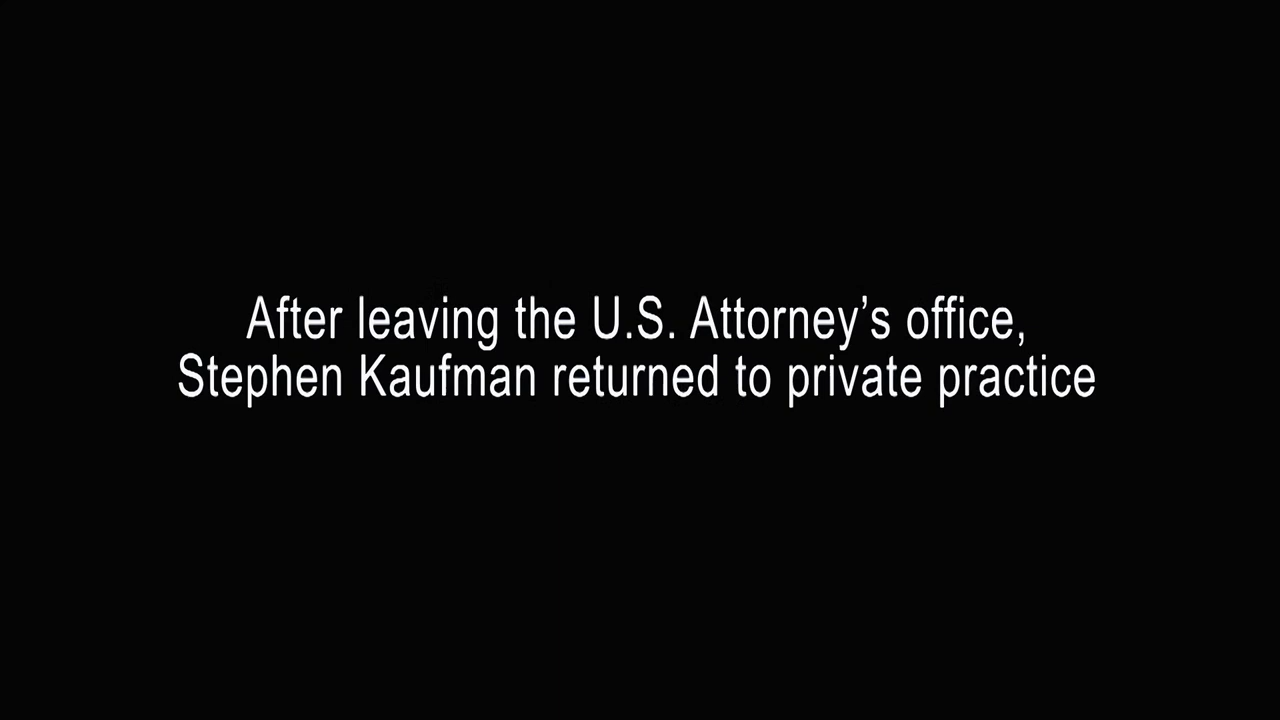 After leaving the U.S. Attorney’s office,
Stephen Kaufman returned to private practice